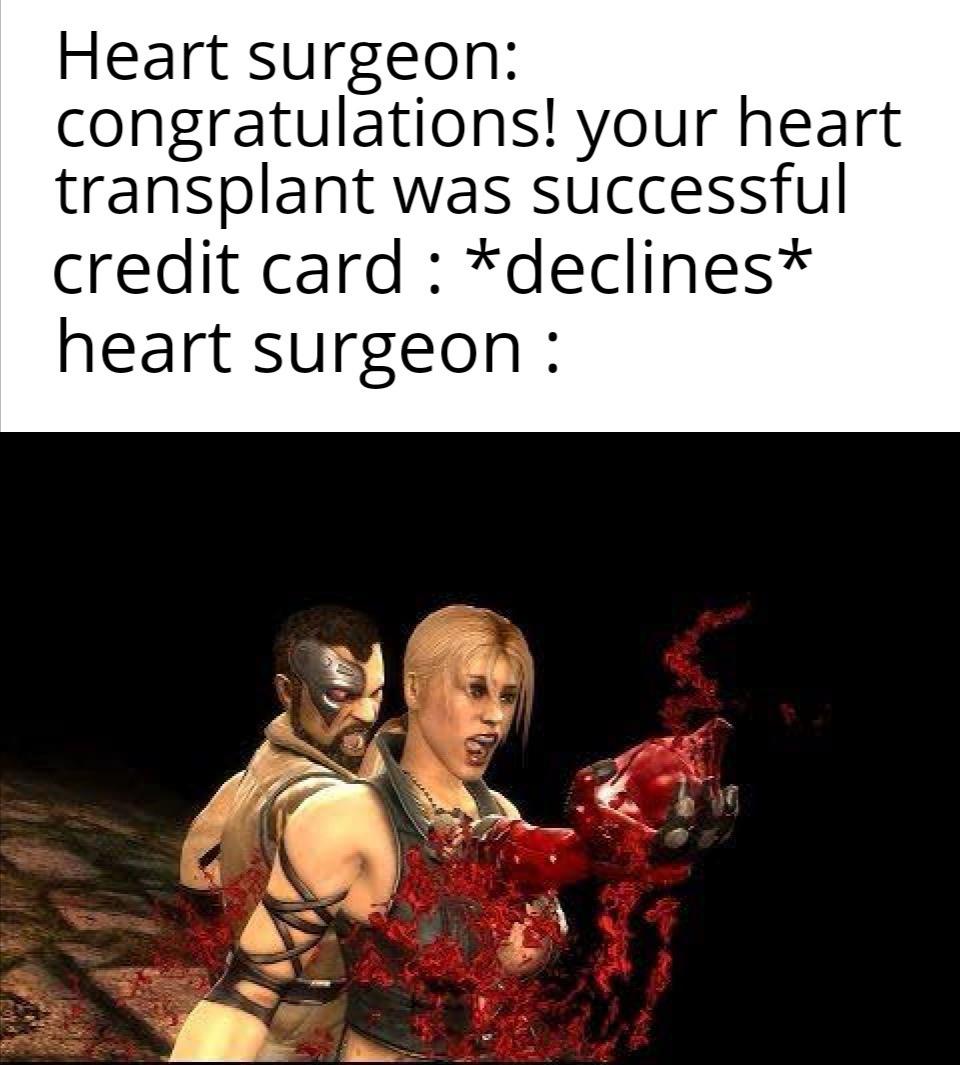 Heart surgeon:
congratulations! your heart
transplant was successful
credit card : *declines*
heart surgeon :